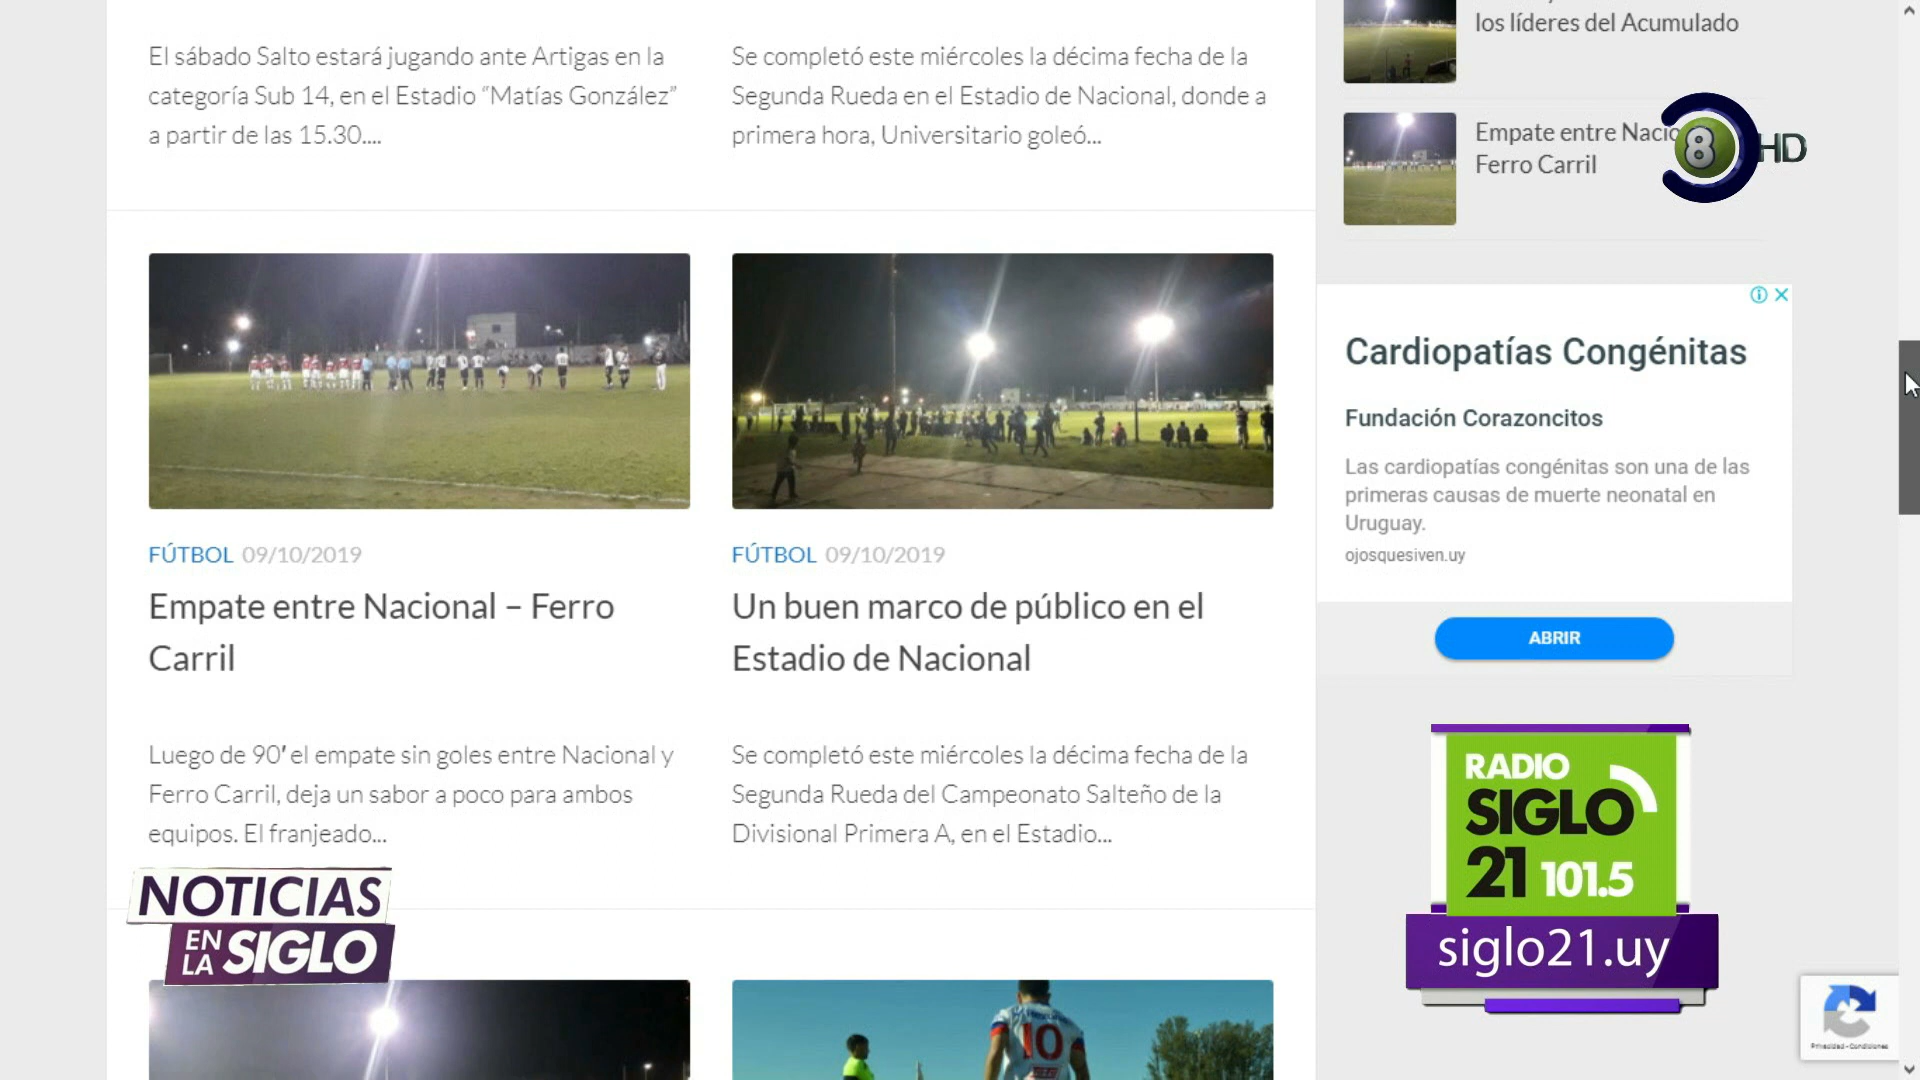 El sábado Salto estará jugando ante Artigas en la
categoría Sub 14, en el Estadio “Matías González”
a partir de las 15.30....
Se completó este miércoles la décima fecha de la
Segunda Rueda en el Estadio de Nacional, donde a
primera hora, Universitario goleó...
los líderes del Acumulado
Empate entre Nacio
Ferro Carril
8 HD
FÚTBOL 09/10/2019
Empate entre Nacional – Ferro
Carril
Luego de 90′ el empate sin goles entre Nacional y
Ferro Carril, deja un sabor a poco para ambos
equipos. El franjeado...
FÚTBOL 09/10/2019
Un buen marco de público en el
Estadio de Nacional
Se completó este miércoles la décima fecha de la
Segunda Rueda del Campeonato Salteño de la
Divisional Primera A, en el Estadio...
Cardiopatías Congénitas
Fundación Corazoncitos
Las cardiopatías congénitas son una de las
primeras causas de muerte neonatal en
Uruguay.
ojosquesiven.uy
ABRIR
RADIO
SIGLO
21 101.5
siglo21.uy
NOTICIAS
EN LA SIGLO
10
Privacidad - Condiciones